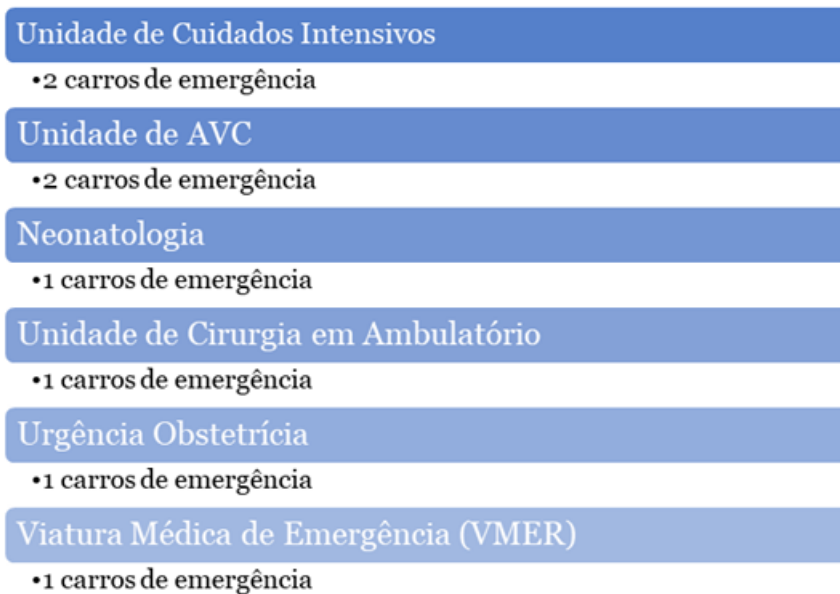 Unidade de Cuidados Intensivos
•2 carros de emergência
Unidade de AVC
•2 carros de emergência
Neonatologia
•1 carros de emergência
Unidade de Cirurgia em Ambulatório
•1 carros de emergência
Urgência Obstetrícia
•1 carros de emergência
Viatura Médica de Emergência (VMER)
•1 carros de emergência